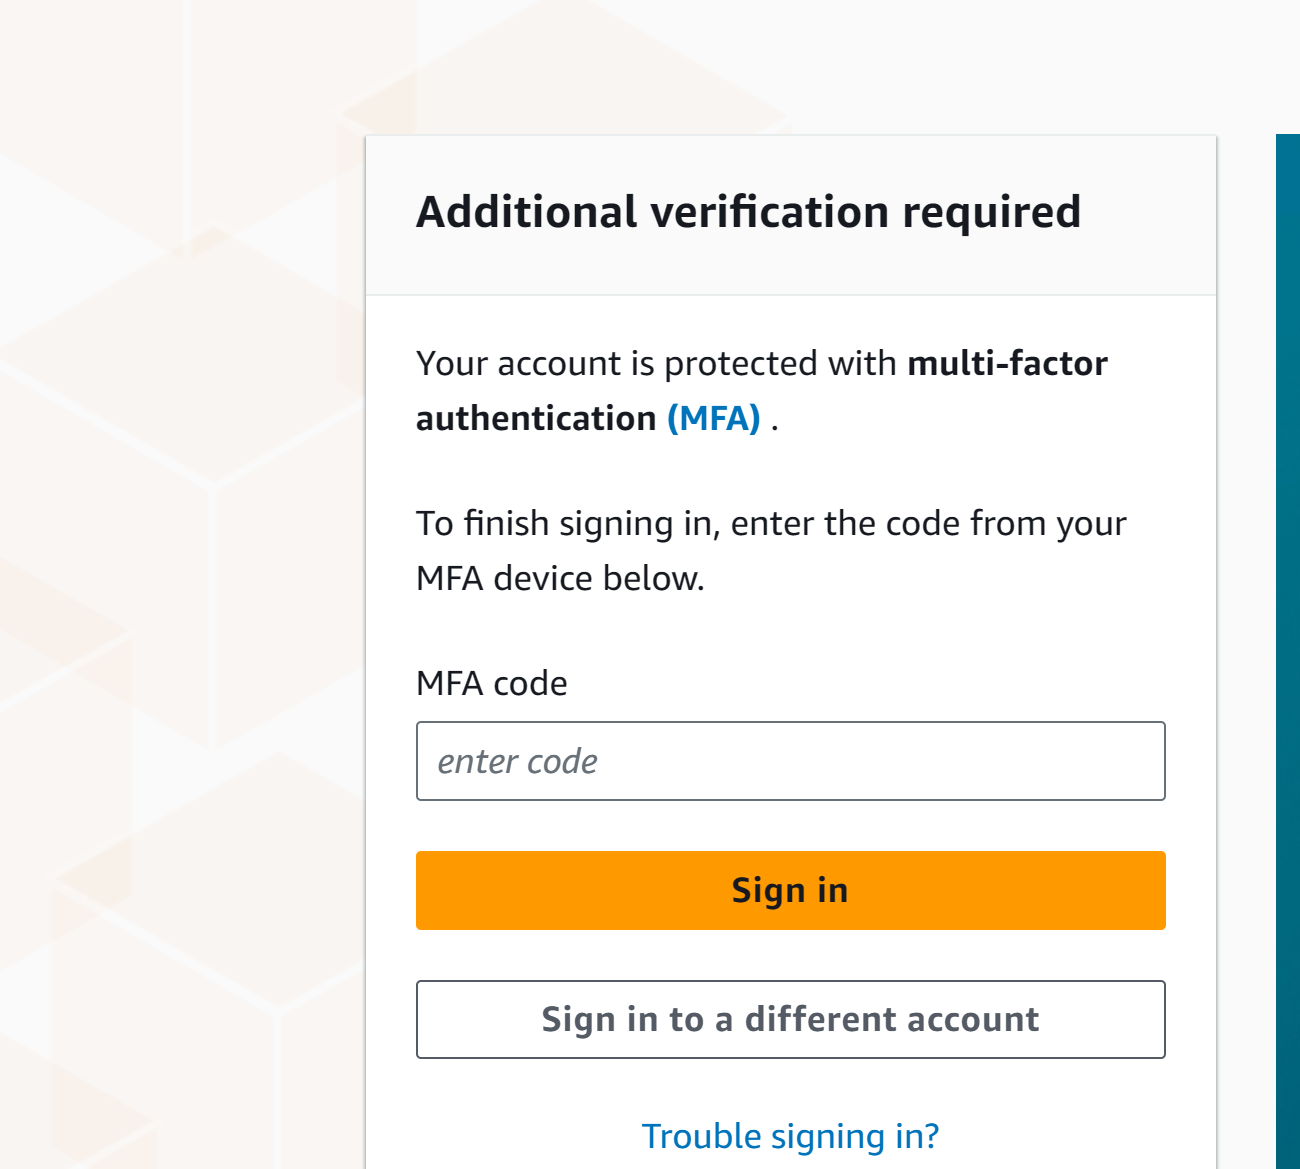 Additional verification required
Your account is protected with multi-factor
authentication (MFA) .
To finish signing in, enter the code from your
MFA device below.
MFA code
enter code
Sign in
Sign in to a different account
Trouble signing in?